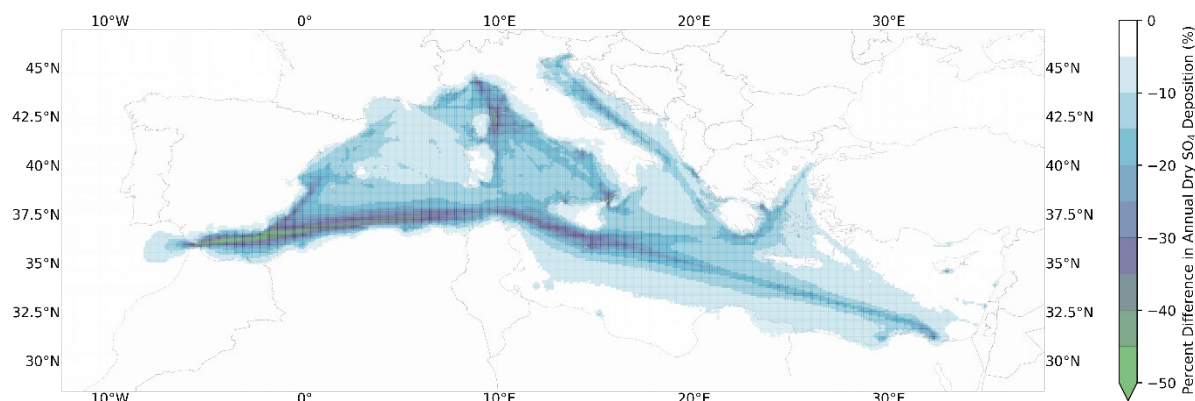 10°W 0° 10°E 20°E 30°E
45°N 45°N
42.5°N 42.5°N
40°N 40°N
37.5°N 37.5°N
35°N 35°N
32.5°N 32.5°N
30°N 30°N
10°W 0° 10°E 20°E 30°E
0
−10
−20
−30
−40
−50
Percent Difference in Annual Dry SO₄ Deposition (%)